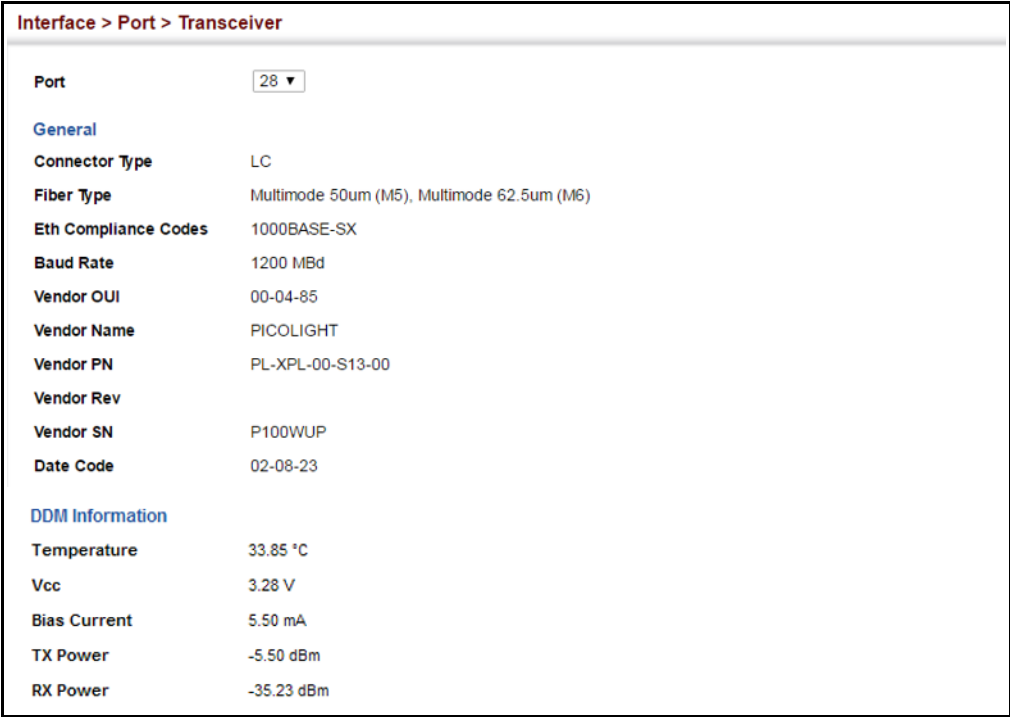 Interface > Port > Transceiver
Port 28 ▼
General
Connector Type LC
Fiber Type Multimode 50um (M5), Multimode 62.5um (M6)
Eth Compliance Codes 1000BASE-SX
Baud Rate 1200 MBd
Vendor OUI 00-04-85
Vendor Name PICOLIGHT
Vendor PN PL-XPL-00-S13-00
Vendor Rev
Vendor SN P100WUP
Date Code 02-08-23
DDM Information
Temperature 33.85 °C
Vcc 3.28 V
Bias Current 5.50 mA
TX Power -5.50 dBm
RX Power -35.23 dBm